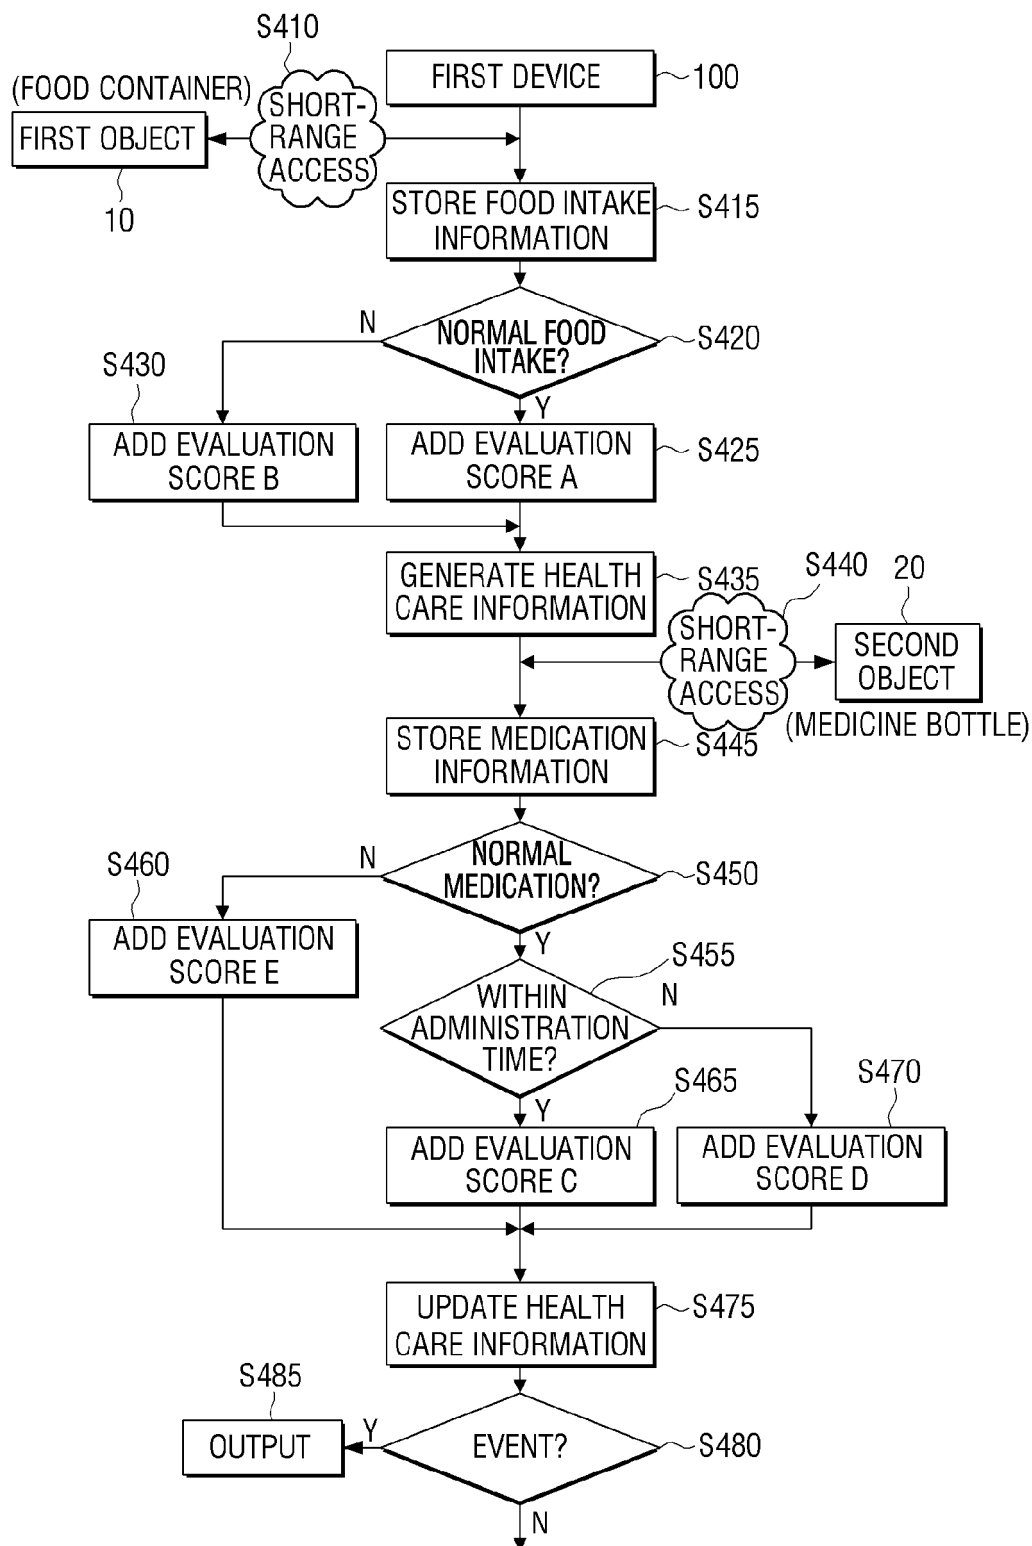 S410
(FOOD CONTAINER)
FIRST OBJECT
10
SHORT-
RANGE
ACCESS
FIRST DEVICE
100
STORE FOOD INTAKE
INFORMATION
S415
NORMAL FOOD
INTAKE?
S420
N
Y
S430
ADD EVALUATION
SCORE B
ADD EVALUATION
SCORE A
S425
GENERATE HEALTH
CARE INFORMATION
S435
S440
SHORT-
RANGE
ACCESS
20
SECOND
OBJECT
(MEDICINE BOTTLE)
STORE MEDICATION
INFORMATION
S445
NORMAL
MEDICATION?
S450
N
Y
S460
ADD EVALUATION
SCORE E
S455
WITHIN
ADMINISTRATION
TIME?
N
Y
S465
ADD EVALUATION
SCORE C
S470
ADD EVALUATION
SCORE D
UPDATE HEALTH
CARE INFORMATION
S475
S485
OUTPUT
Y
EVENT?
S480
N